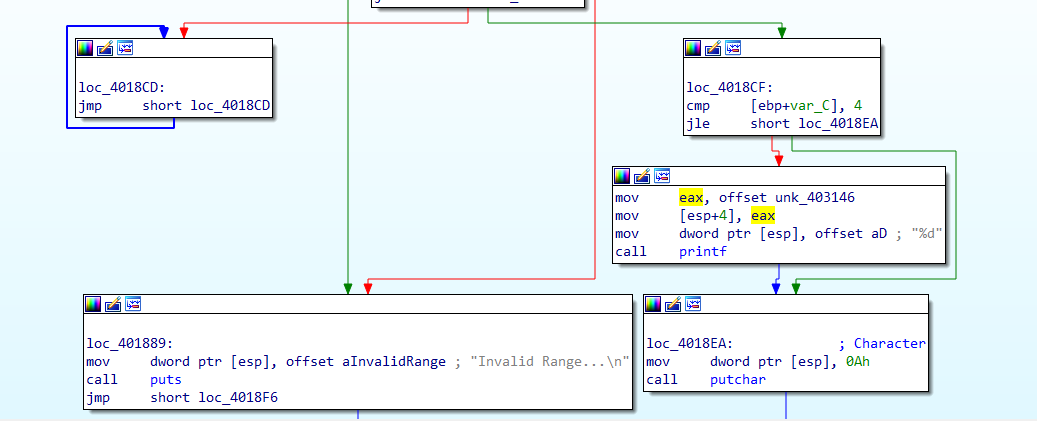 loc_4018CD:
jmp short loc_4018CD
loc_4018CF:
cmp [ebp+var_C], 4
jle short loc_4018EA
mov eax, offset unk_403146
mov [esp+4], eax
mov dword ptr [esp], offset aD ; "%d"
call printf
loc_401889:
mov dword ptr [esp], offset aInvalidRange ; "Invalid Range...\n"
call puts
jmp short loc_4018F6
loc_4018EA: ; Character
mov dword ptr [esp], 0Ah
call putchar